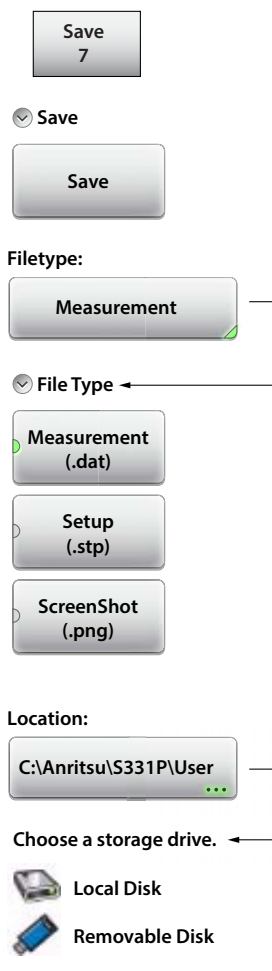 Save
7
Save
Save
Filetype:
Measurement
File Type
Measurement
(.dat)
Setup
(.stp)
ScreenShot
(.png)
Location:
C:\Anritsu\S331P\User
Choose a storage drive.
Local Disk
Removable Disk